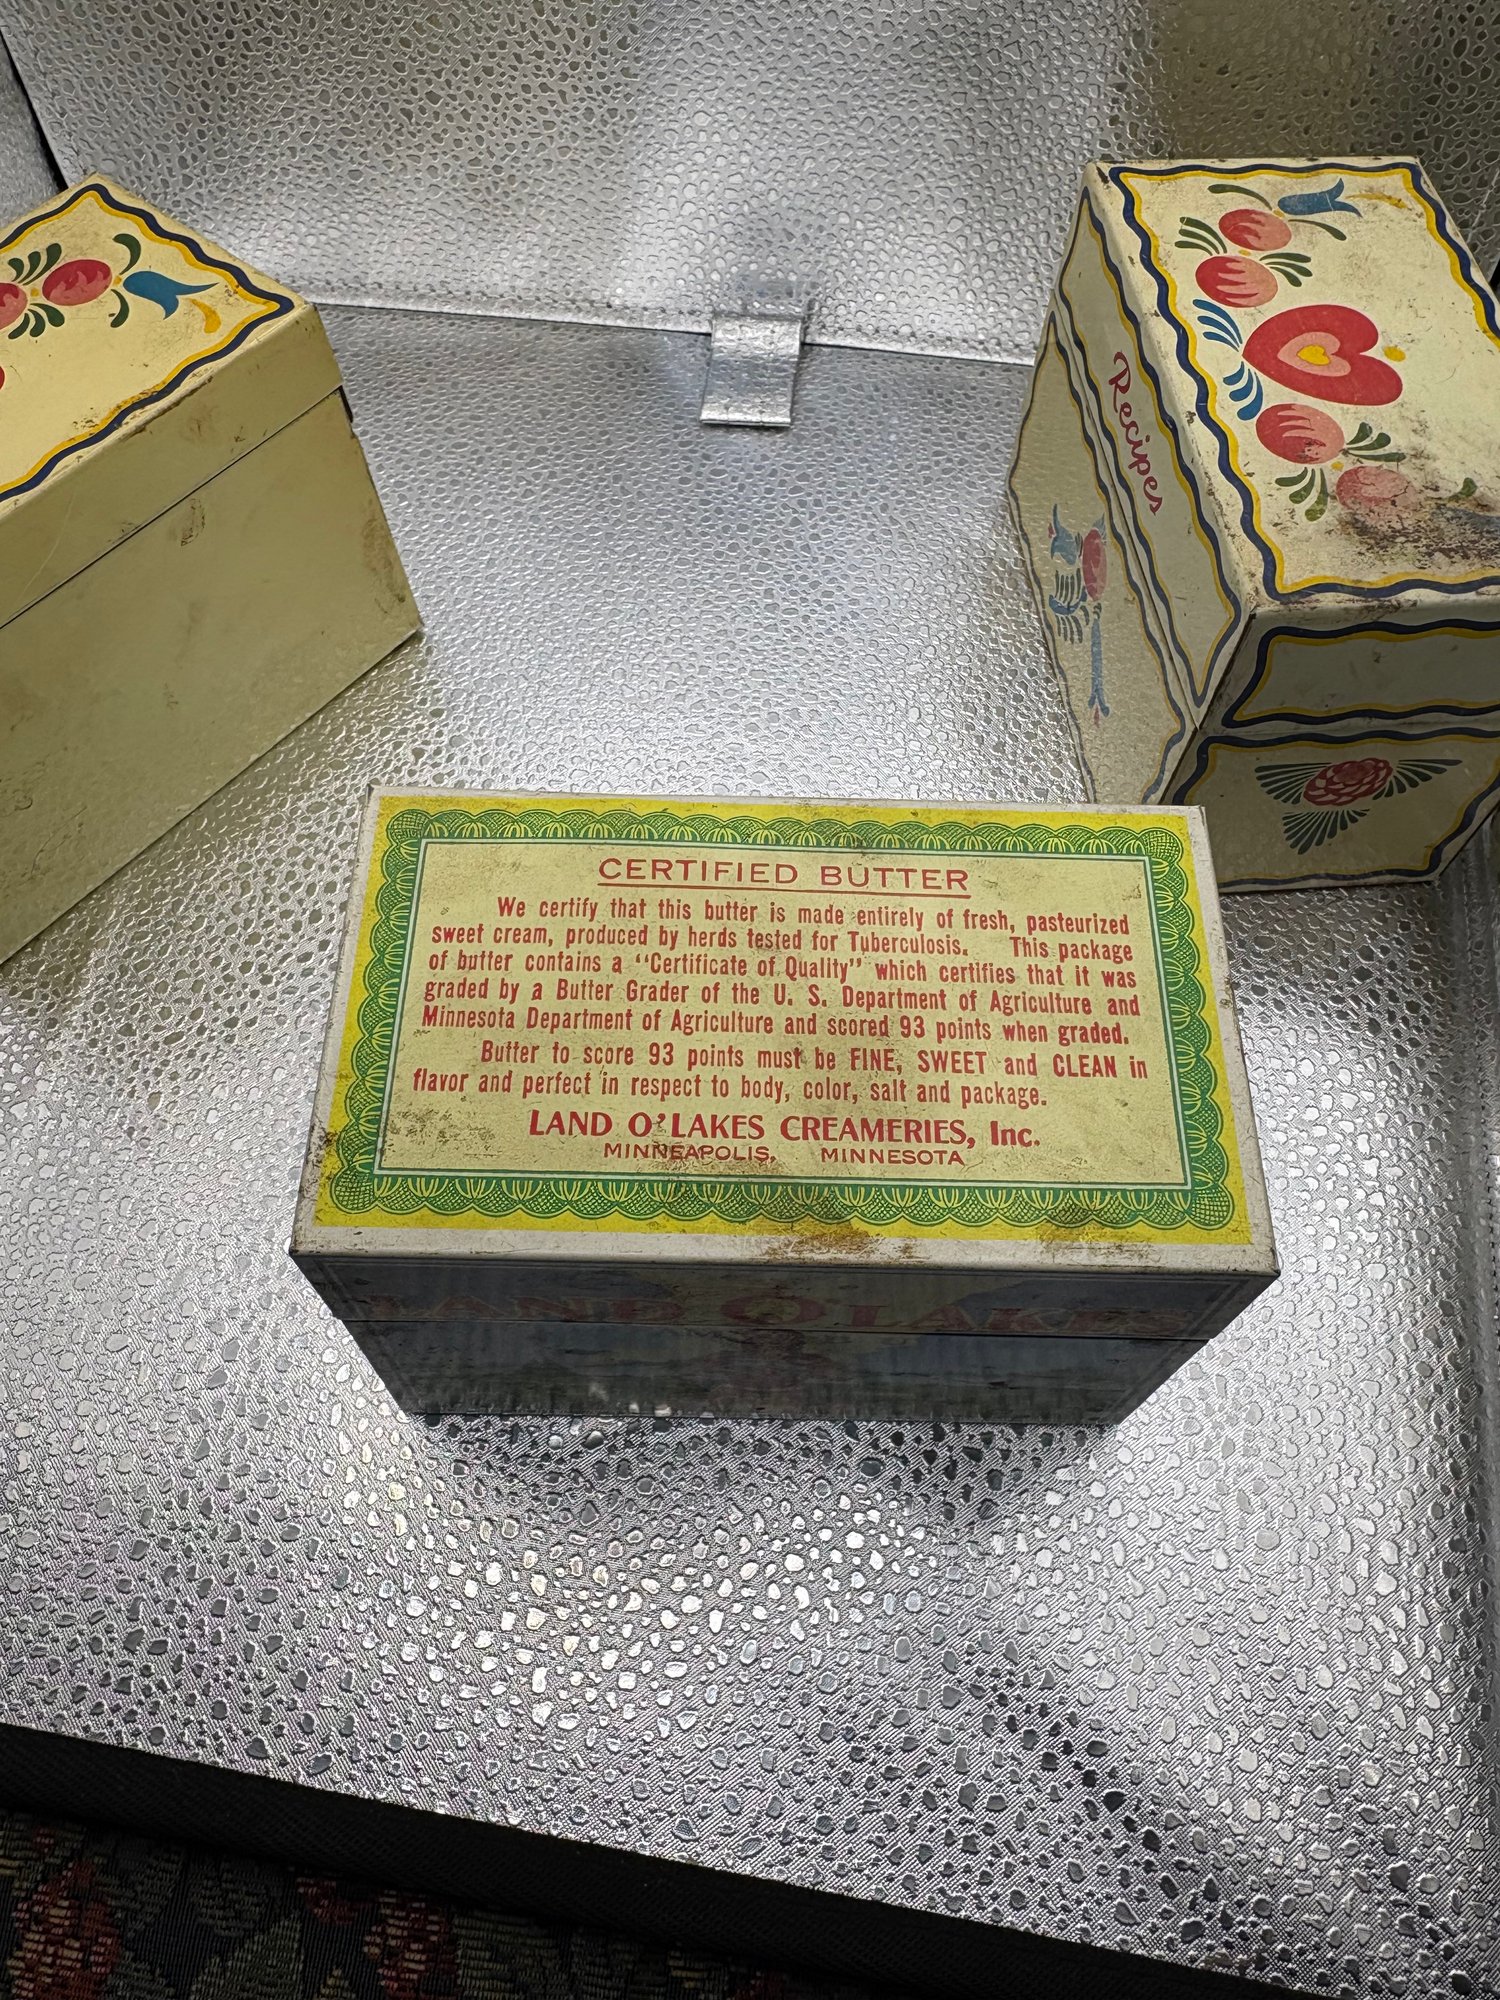 Recipes
CERTIFIED BUTTER
We certify that this butter is made entirely of fresh, pasteurized
sweet cream, produced by herds tested for Tuberculosis. This package
of butter contains a "Certificate of Quality" which certifies that it was
graded by a Butter Grader of the U. S. Department of Agriculture and
Minnesota Department of Agriculture and scored 93 points when graded.
Butter to score 93 points must be FINE, SWEET and CLEAN in
flavor and perfect in respect to body, color, salt and package.
LAND O'LAKES CREAMERIES, Inc.
MINNEAPOLIS, MINNESOTA
LAND O'LAKES